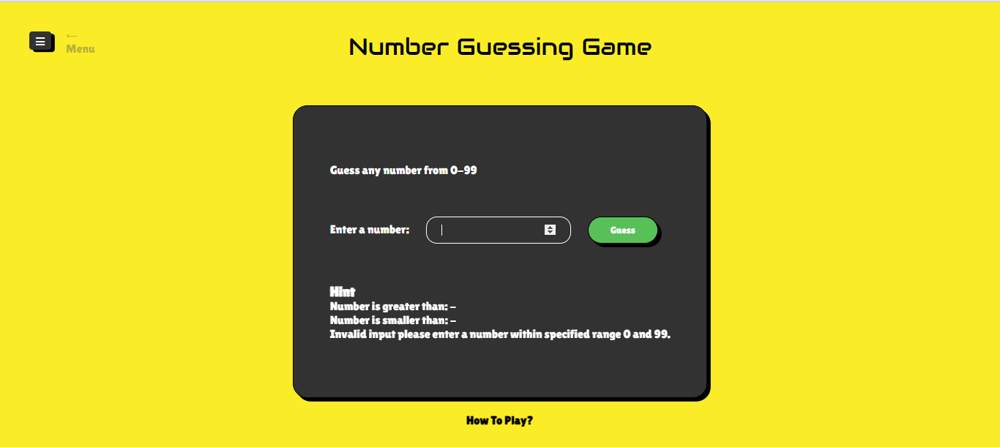 ←
Menu
Number Guessing Game
Guess any number from 0-99
Enter a number:
Guess
Hint
Number is greater than: -
Number is smaller than: -
Invalid input please enter a number within specified range 0 and 99.
How To Play?